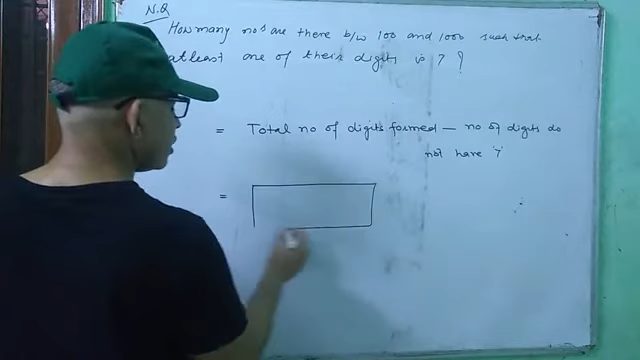 N.Q
How many nos are there b/w 100 and 1000 such that
atleast one of their digits is 7 ?
= Total no of digits formed — no of digits do
not have 7
=